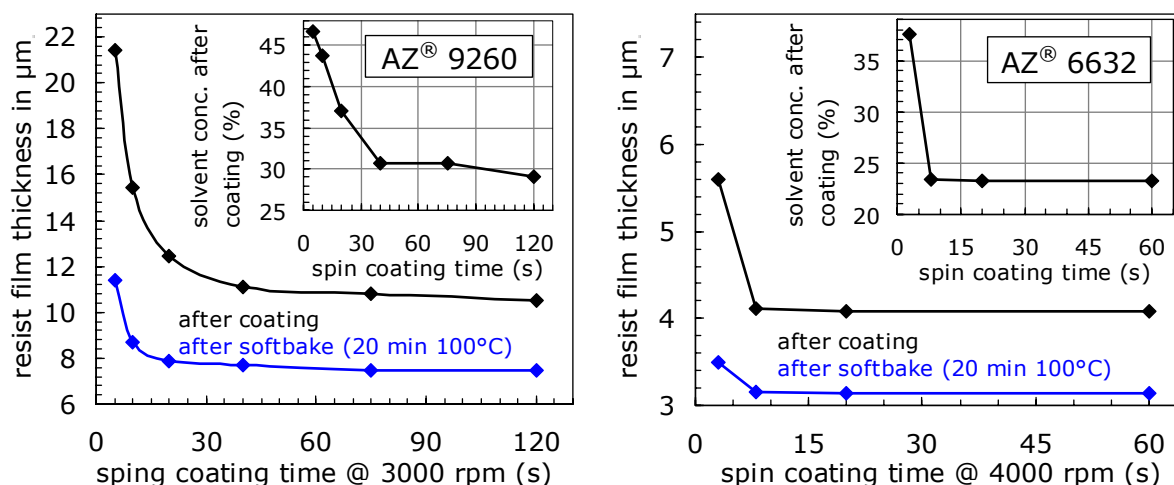 resist film thickness in µm
22
20
18
16
14
12
10
8
6
0
30
60
90
120
sping coating time @ 3000 rpm (s)
after coating
after softbake (20 min 100°C)
solvent conc. after
coating (%)
45
40
35
30
25
0
30
60
90
120
spin coating time (s)
AZ® 9260
resist film thickness in µm
7
6
5
4
3
0
15
30
45
60
spin coating time @ 4000 rpm (s)
after coating
after softbake (20 min 100°C)
solvent conc. after
coating (%)
35
30
25
20
0
15
30
45
60
spin coating time (s)
AZ® 6632